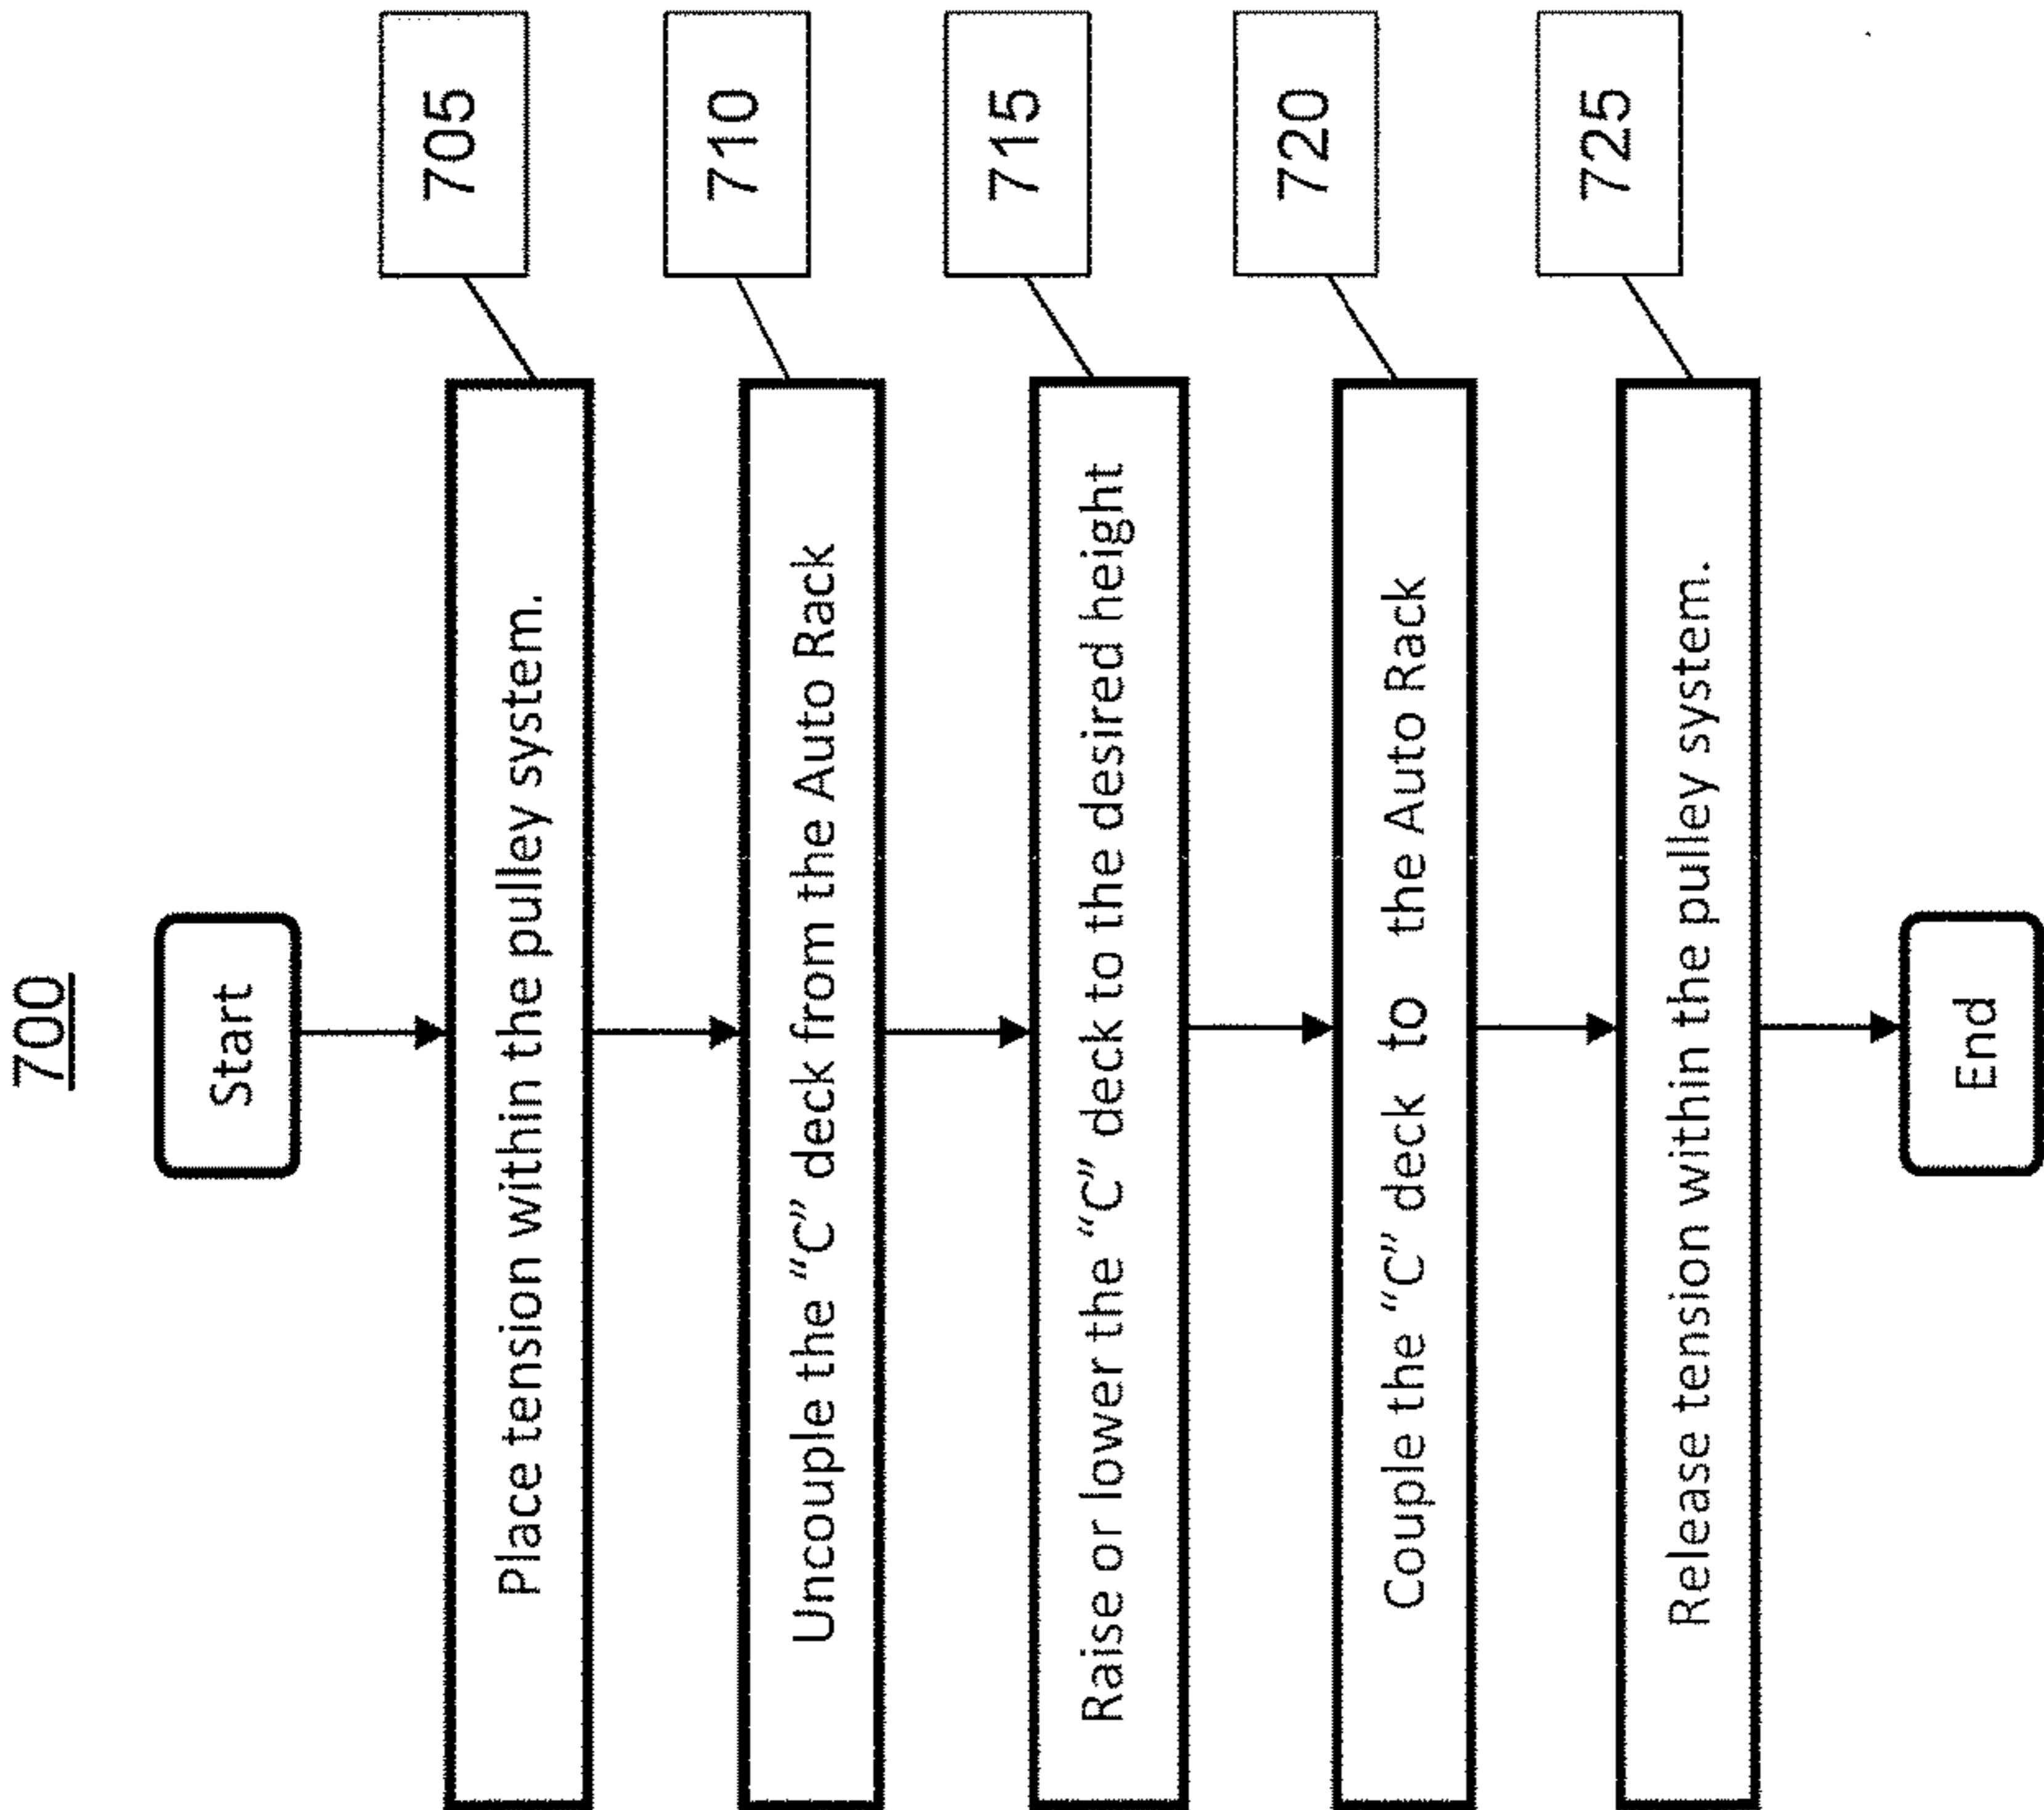 700
Start
Place tension within the pulley system.
705
Uncouple the “C” deck from the Auto Rack
710
Raise or lower the “C” deck to the desired height
715
Couple the “C” deck to the Auto Rack
720
Release tension within the pulley system.
725
End